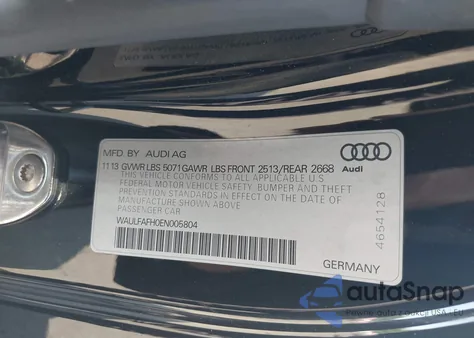 MFD. BY AUDI AG
11 13 GVWR LBS 5071 GAWR LBS FRONT 2513/REAR 2668
THIS VEHICLE CONFORMS TO ALL APPLICABLE U.S.
FEDERAL MOTOR VEHICLE SAFETY, BUMPER AND THEFT
PREVENTION STANDARDS IN EFFECT ON THE DATE OF
MANUFACTURE SHOWN ABOVE
PASSENGER CAR
WAULFAFH0EN005804
Audi
4654128
GERMANY
autoSnap